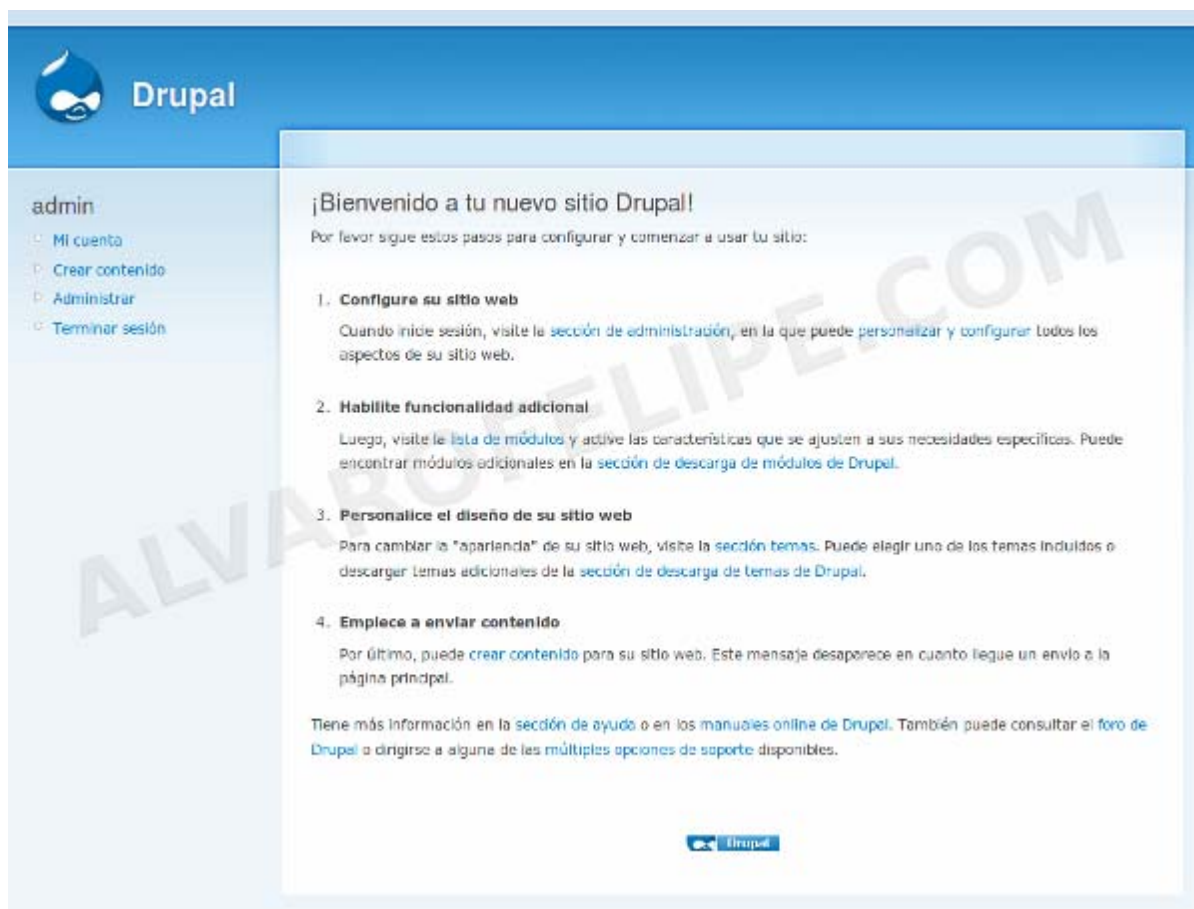 Drupal
admin
Mi cuenta
Crear contenido
Administrar
Terminar sesión
¡Bienvenido a tu nuevo sitio Drupal!
Por favor sigue estos pasos para configurar y comenzar a usar tu sitio:
1. Configure su sitio web
Cuando inicie sesión, visite la sección de administración, en la que puede personalizar y configurar todos los
aspectos de su sitio web.
2. Habilite funcionalidad adicional
Luego, visite la lista de módulos y active las características que se ajusten a sus necesidades específicas. Puede
encontrar módulos adicionales en la sección de descarga de módulos de Drupal.
3. Personalice el diseño de su sitio web
Para cambiar la "apariencia" de su sitio web, visite la sección temas. Puede elegir uno de los temas incluidos o
descargar temas adicionales de la sección de descarga de temas de Drupal.
4. Empiece a enviar contenido
Por último, puede crear contenido para su sitio web. Este mensaje desaparece en cuanto llegue un envío a la
página principal.
Tiene más información en la sección de ayuda o en los manuales online de Drupal. También puede consultar el foro de
Drupal o dirigirse a alguna de las múltiples opciones de soporte disponibles.
Drupal
ALVAROFELIPE.COM